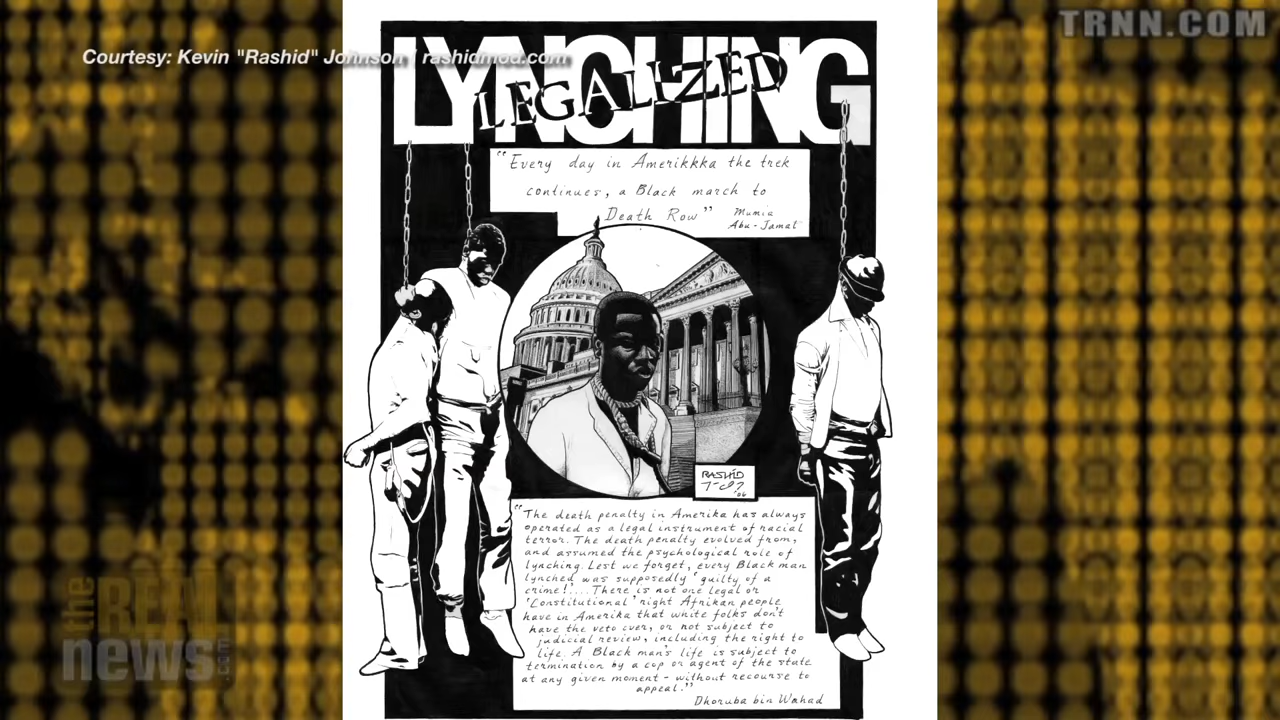 TRNN.COM
Courtesy: Kevin "Rashid" Johnson | rashidmod.com
LYNCHING
LEGALIZED
"Every day in Amerikkka the trek
continues, a Black march to
Death Row"
Mumia
Abu-Jamal
RASHID
06
"The death penalty in Amerika has always
operated as a legal instrument of racial
terror. The death penalty evolved from,
and assumed the psychological role of
lynching. Lest we forget, every Black man
lynched was supposedly 'guilty of a
crime!'....There is not one legal or
'Constitutional' right Afrikan people
have in Amerika that white folks don't
have the veto over, or not subject to
judicial review, including the right to
life. A Black man's life is subject to
termination by a cop or agent of the state
at any given moment - without recourse to
appeal."
Dhoruba bin Wahad
the
REAL
news.com